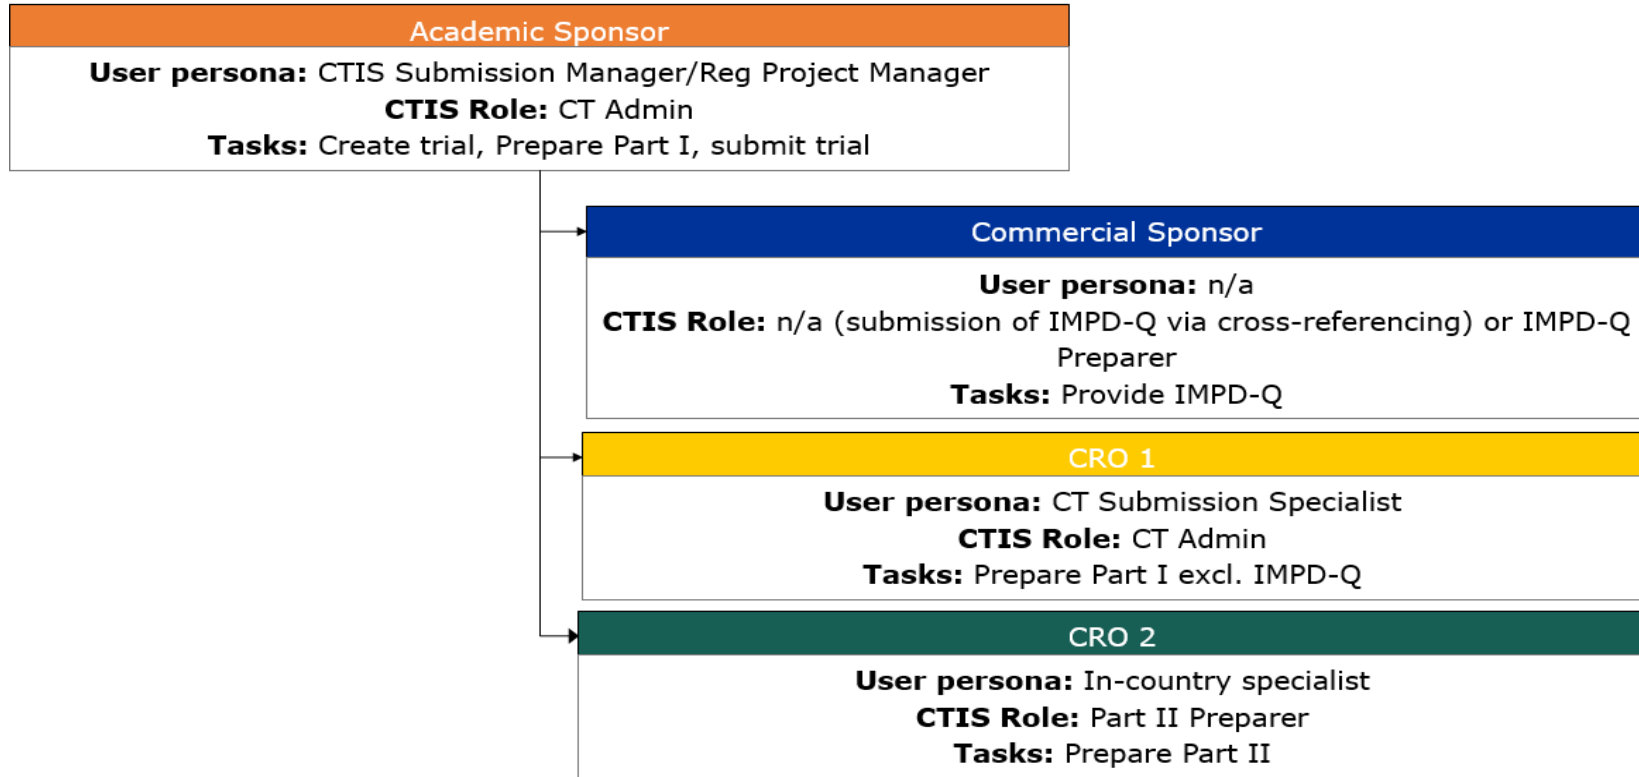 Academic Sponsor
User persona: CTIS Submission Manager/Reg Project Manager
CTIS Role: CT Admin
Tasks: Create trial, Prepare Part I, submit trial
Commercial Sponsor
User persona: n/a
CTIS Role: n/a (submission of IMPD-Q via cross-referencing) or IMPD-Q
Preparer
Tasks: Provide IMPD-Q
CRO 1
User persona: CT Submission Specialist
CTIS Role: CT Admin
Tasks: Prepare Part I excl. IMPD-Q
CRO 2
User persona: In-country specialist
CTIS Role: Part II Preparer
Tasks: Prepare Part II